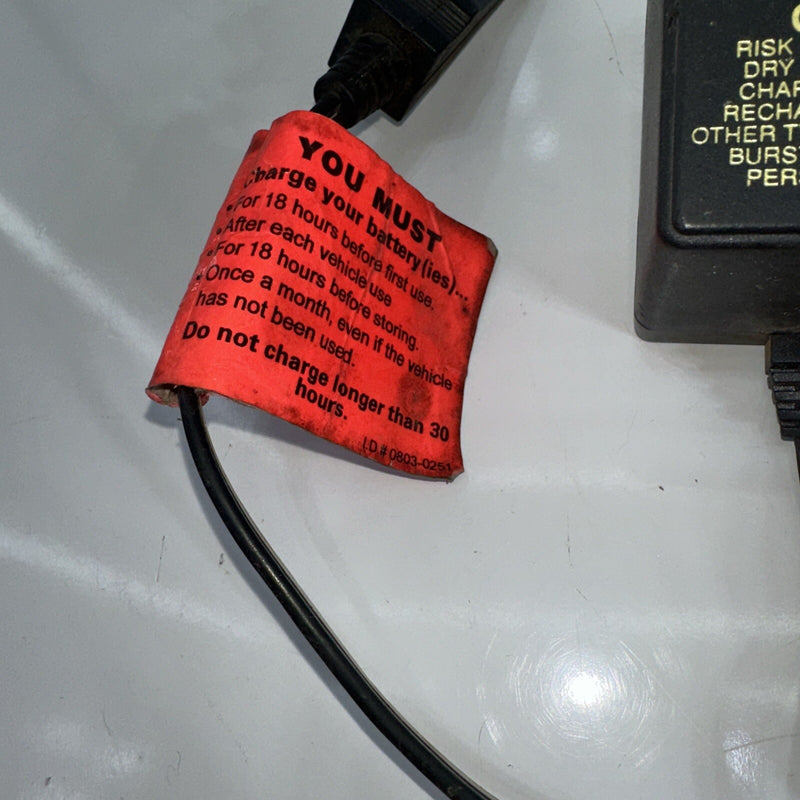 YOU MUST
Charge your battery(ies)...
• For 18 hours before first use.
• After each vehicle use
• For 18 hours before storing.
• Once a month, even if the vehicle
has not been used.
Do not charge longer than 30
hours.
I.D # 0803-0251
RISK
DRY
CHAR
RECHA
OTHER T
BURST
PERS